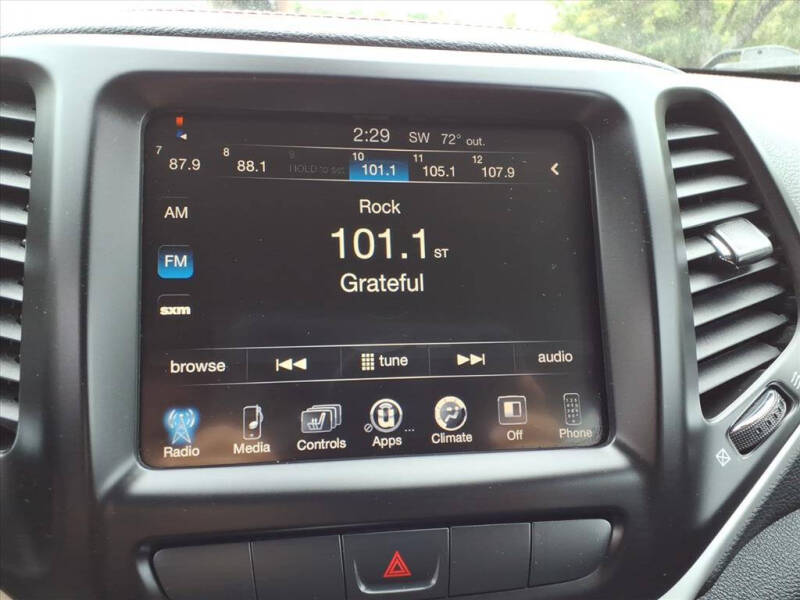 2:29 SW 72° out.
7 87.9 8 88.1 9 HOLD to set 10 101.1 11 105.1 12 107.9
AM
Rock
FM
101.1 ST
Grateful
sxm
browse tune audio
Radio Media Controls Apps ... Climate Off Phone